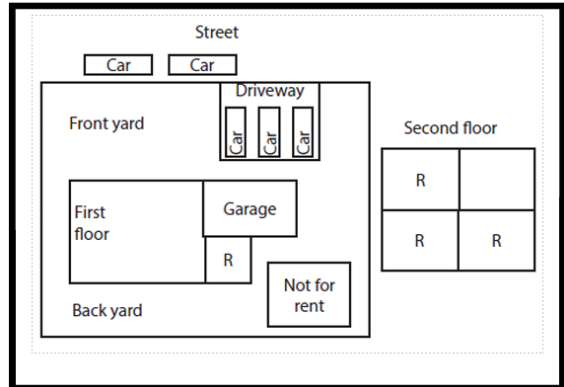 Street
Car Car
Driveway
Front yard
Car Car Car
Second floor
R
First
floor
Garage
R R
R
Not for
rent
Back yard